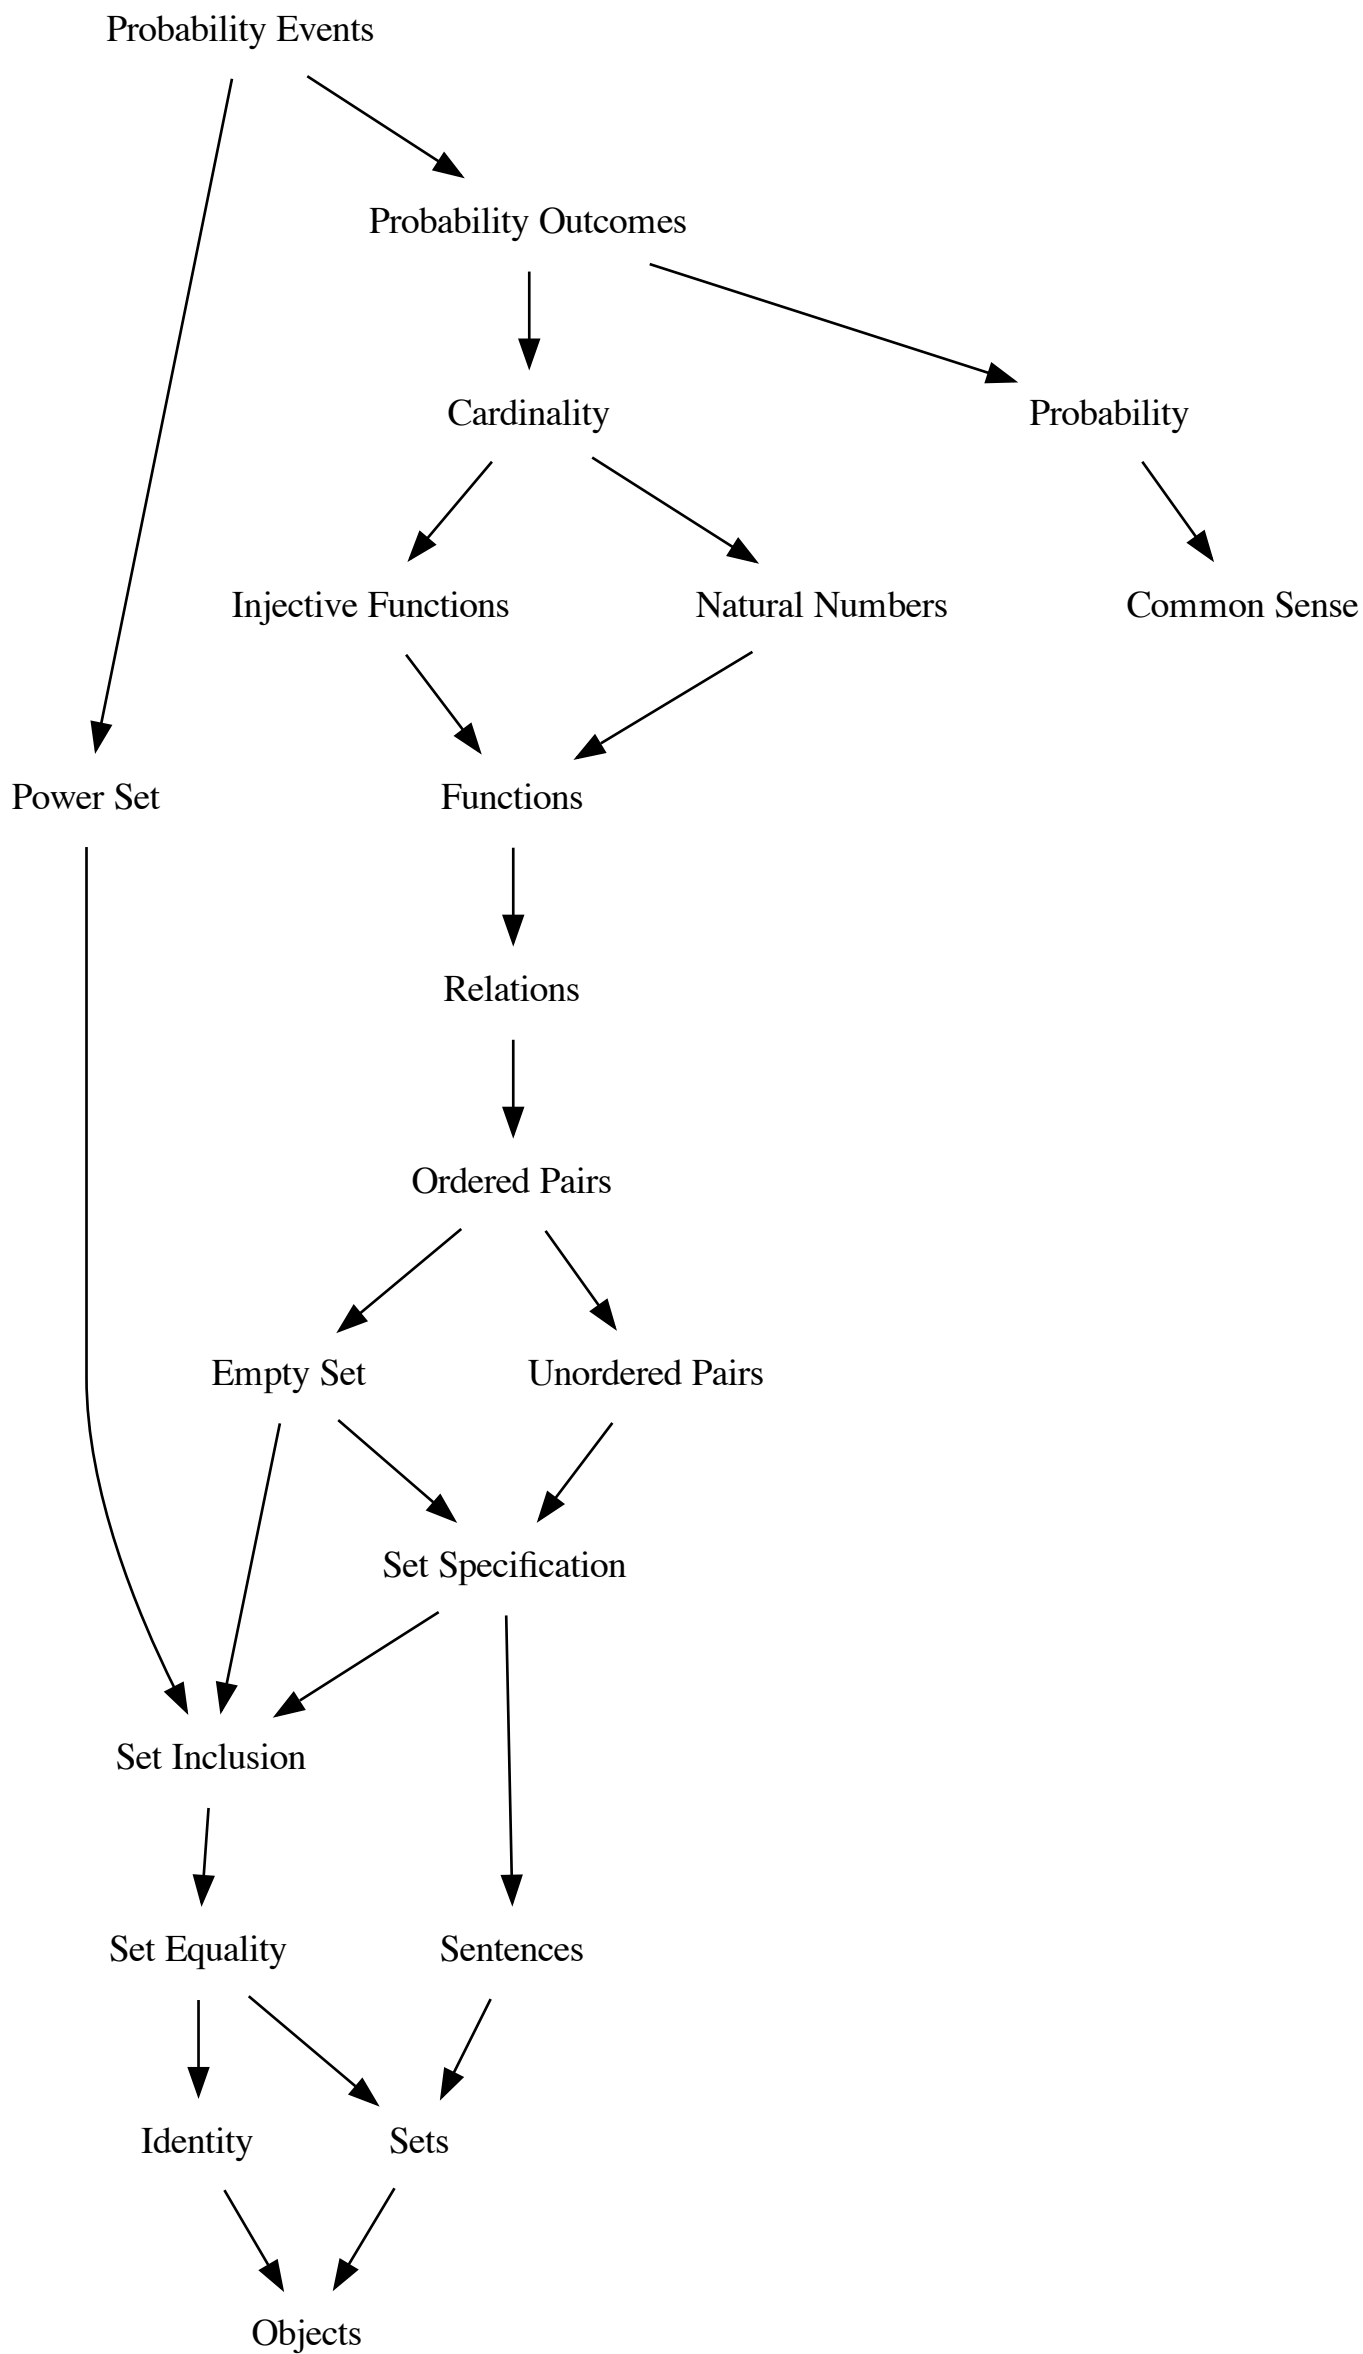 Probability Events
Probability Outcomes
Cardinality
Probability
Injective Functions
Natural Numbers
Common Sense
Power Set
Functions
Relations
Ordered Pairs
Empty Set
Unordered Pairs
Set Specification
Set Inclusion
Set Equality
Sentences
Identity
Sets
Objects